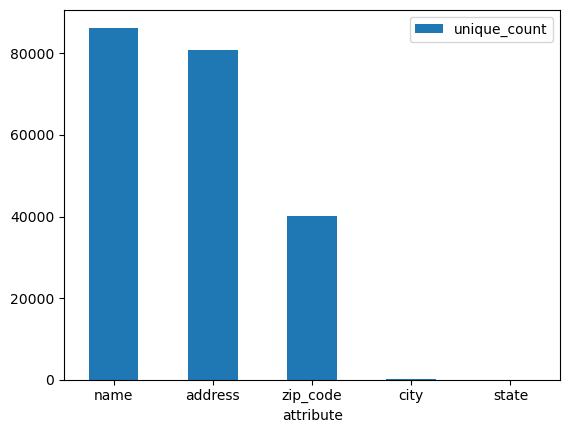 unique_count
80000
60000
40000
20000
0
name address zip_code city state
attribute